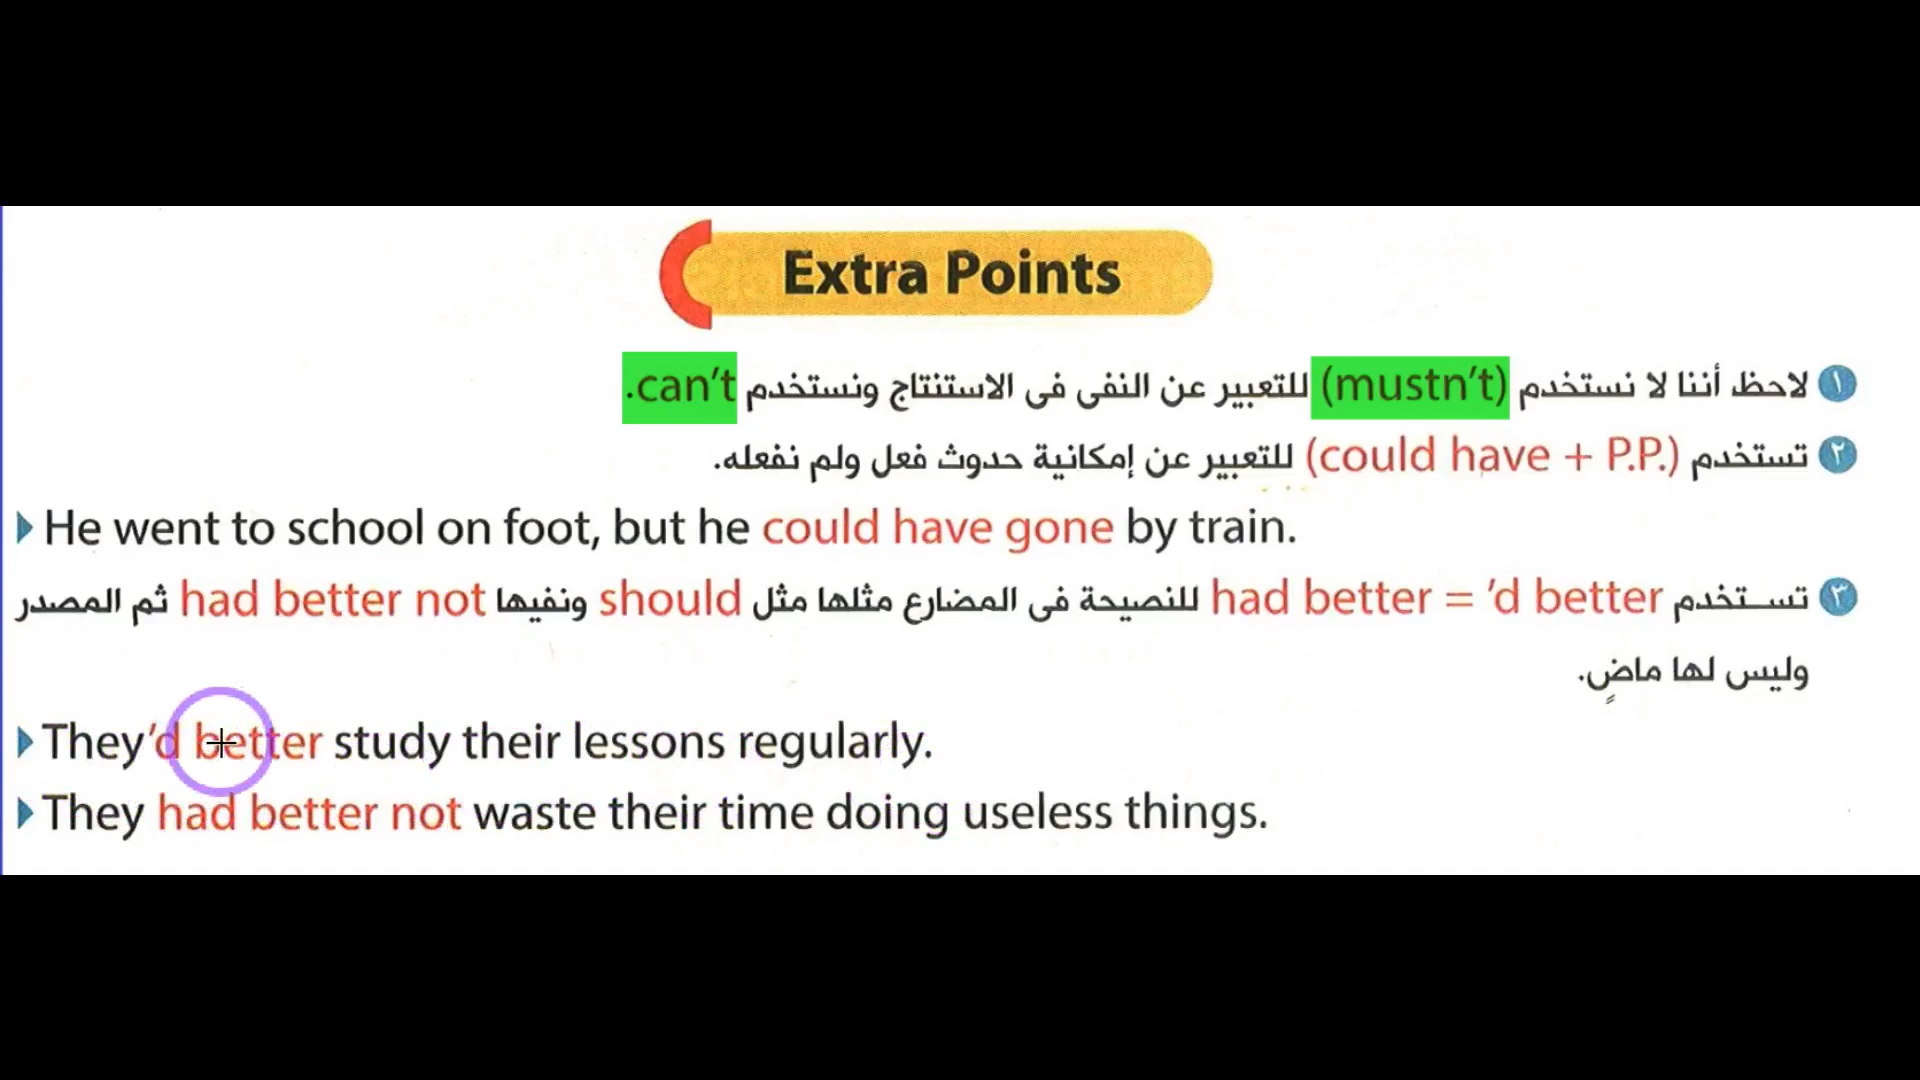 Extra Points
١ لاحظ أننا لا نستخدم (mustn't) للتعبير عن النفى فى الاستنتاج ونستخدم can't.
٢ تستخدم (could have + P.P.) للتعبير عن إمكانية حدوث فعل ولم نفعله.
He went to school on foot, but he could have gone by train.
٣ تستخدم had better = 'd better للنصيحة فى المضارع مثلها مثل should ونفيها had better not ثم المصدر
وليس لها ماضٍ.
They'd better study their lessons regularly.
They had better not waste their time doing useless things.